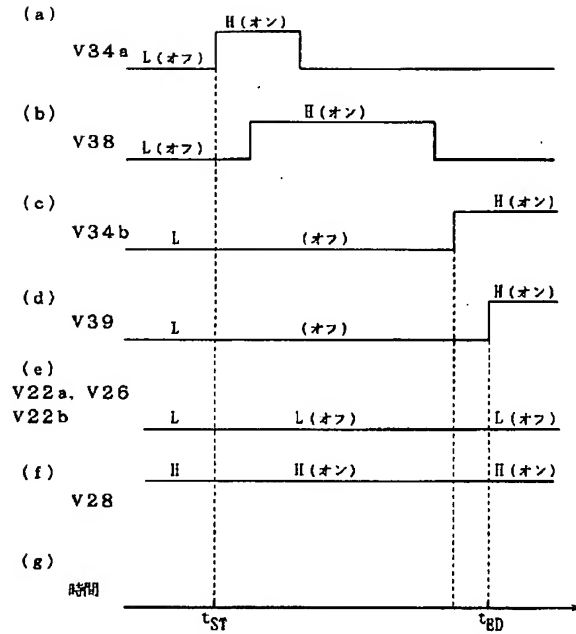 (a)
H(オン)
V34a
L(オフ)
(b)
H(オン)
V38
L(オフ)
(c)
H(オン)
V34b
L
(オフ)
(d)
H(オン)
V39
L
(オフ)
(e)
V22a, V26
V22b
L
L(オフ)
L(オフ)
(f)
H
H(オン)
H(オン)
V28
(g)
時間
tST
tED